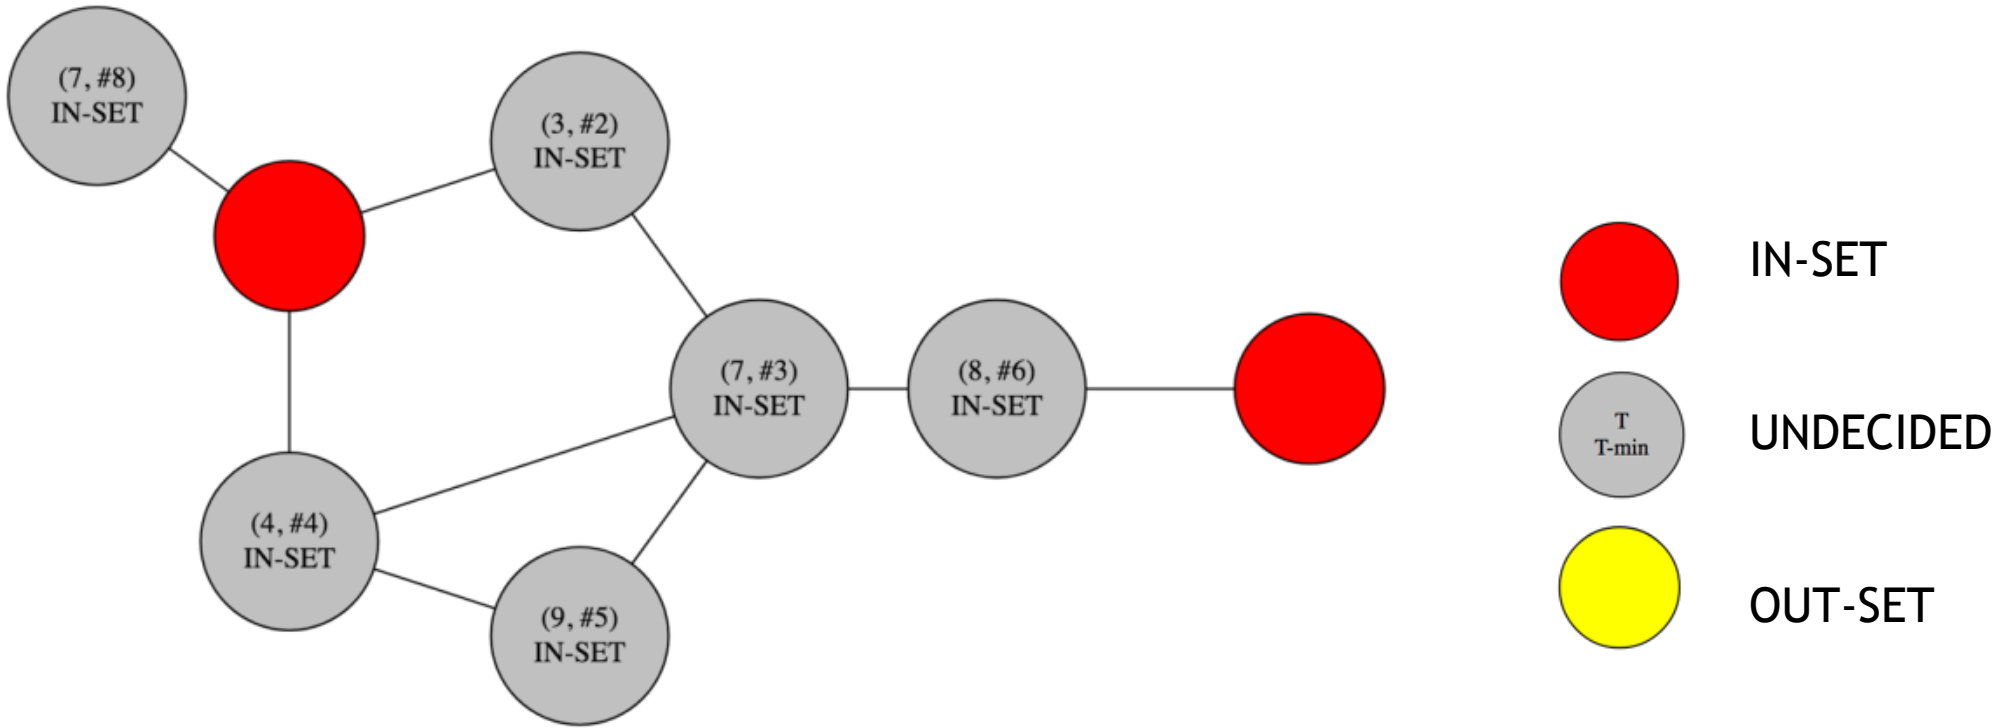 (7, #8)
IN-SET
(3, #2)
IN-SET
(7, #3)
IN-SET
(8, #6)
IN-SET
(4, #4)
IN-SET
(9, #5)
IN-SET
IN-SET
T
T-min
UNDECIDED
OUT-SET